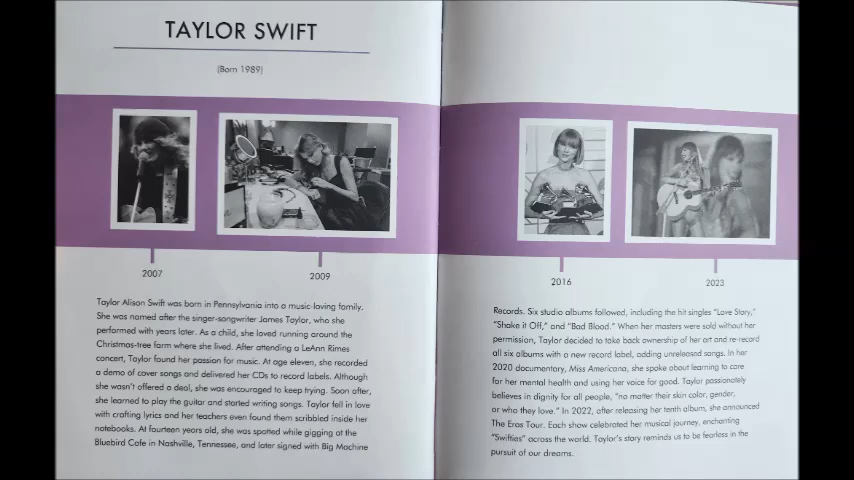 TAYLOR SWIFT
(Born 1989)
2007
2009
Taylor Alison Swift was born in Pennsylvania into a music-loving family.
She was named after the singer-songwriter James Taylor, who she
performed with years later. As a child, she loved running around the
Christmas-tree farm where she lived. After attending a LeAnn Rimes
concert, Taylor found her passion for music. At age eleven, she recorded
a demo of cover songs and delivered her CDs to record labels. Although
she wasn't offered a deal, she was encouraged to keep trying. Soon after,
she learned to play the guitar and started writing songs. Taylor fell in love
with crafting lyrics and her teachers even found them scribbled inside her
notebooks. At fourteen years old, she was spotted while gigging at the
Bluebird Cafe in Nashville, Tennessee, and later signed with Big Machine
2016
2023
Records. Six studio albums followed, including the hit singles "Love Story,"
"Shake it Off," and "Bad Blood." When her masters were sold without her
permission, Taylor decided to take back ownership of her art and re-record
all six albums with a new record label, adding unreleased songs. In her
2020 documentary, Miss Americana, she spoke about learning to care
for her mental health and using her voice for good. Taylor passionately
believes in dignity for all people, "no matter their skin color, gender,
or who they love." In 2022, after releasing her tenth album, she announced
The Eras Tour. Each show celebrated her musical journey, enchanting
"Swifties" across the world. Taylor's story reminds us to be fearless in the
pursuit of our dreams.